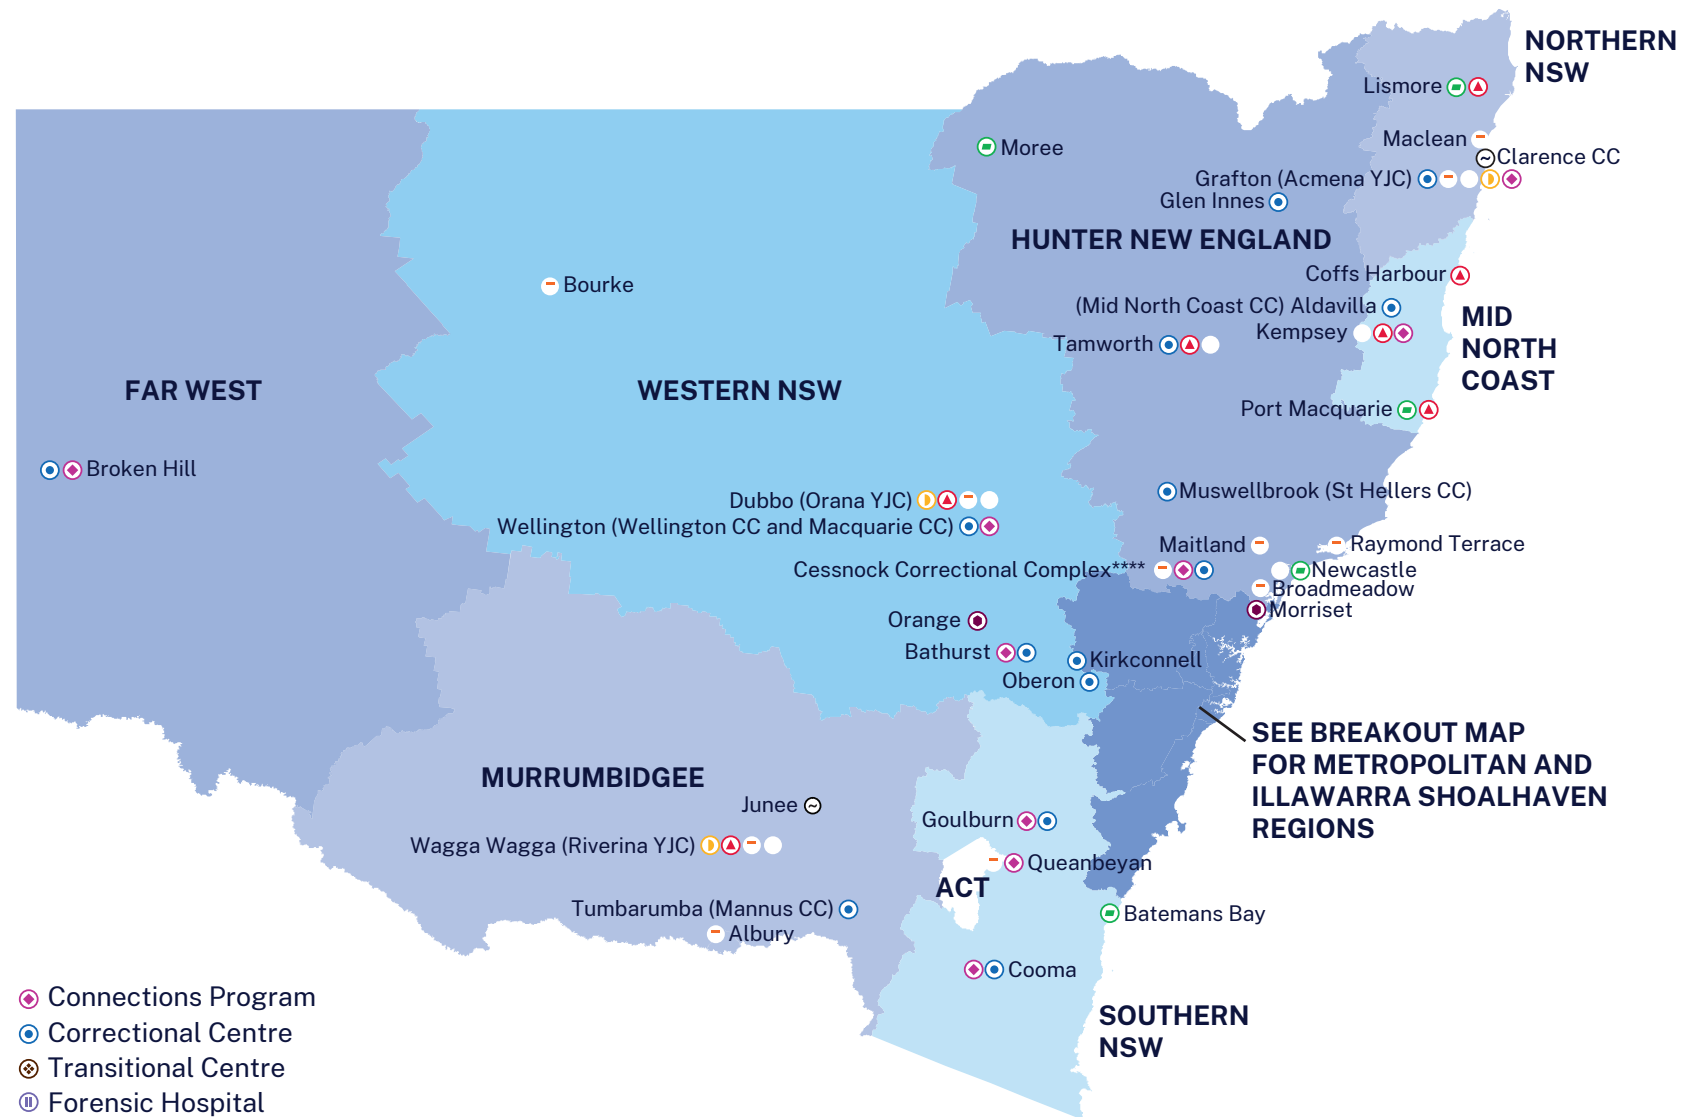 NORTHERN
NSW
Lismore
Moree
Maclean
Clarence CC
Grafton (Acmena YJC)
Glen Innes
HUNTER NEW ENGLAND
Coffs Harbour
Bourke
(Mid North Coast CC) Aldavilla
MID
NORTH
COAST
Kempsey
Tamworth
FAR WEST
WESTERN NSW
Port Macquarie
Broken Hill
Muswellbrook (St Hellers CC)
Dubbo (Orana YJC)
Wellington (Wellington CC and Macquarie CC)
Maitland
Raymond Terrace
Cessnock Correctional Complex****
Newcastle
Broadmeadow
Morriset
Orange
Bathurst
Kirkconnell
Oberon
SEE BREAKOUT MAP
FOR METROPOLITAN AND
ILLAWARRA SHOALHAVEN
REGIONS
MURRUMBIDGEE
Junee
Goulburn
Wagga Wagga (Riverina YJC)
Queanbeyan
ACT
Tumbarumba (Mannus CC)
Batemans Bay
Albury
Cooma
SOUTHERN
NSW
Connections Program
Correctional Centre
Transitional Centre
Forensic Hospital